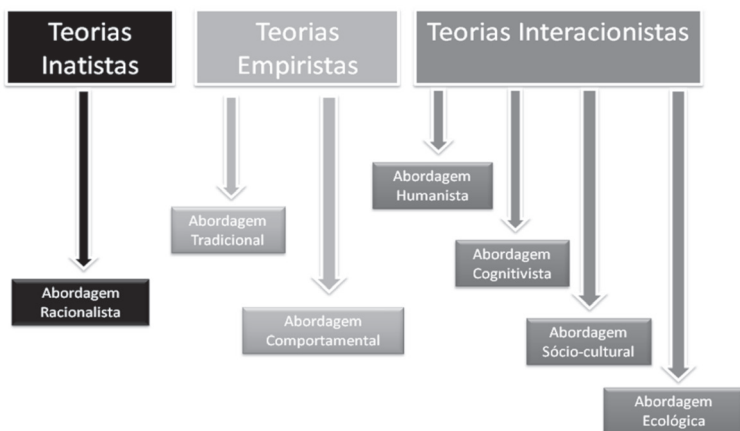 Teorias
Inatistas
Teorias
Empiristas
Teorias Interacionistas
Abordagem
Humanista
Abordagem
Tradicional
Abordagem
Cognitivista
Abordagem
Racionalista
Abordagem
Comportamental
Abordagem
Sócio-cultural
Abordagem
Ecológica